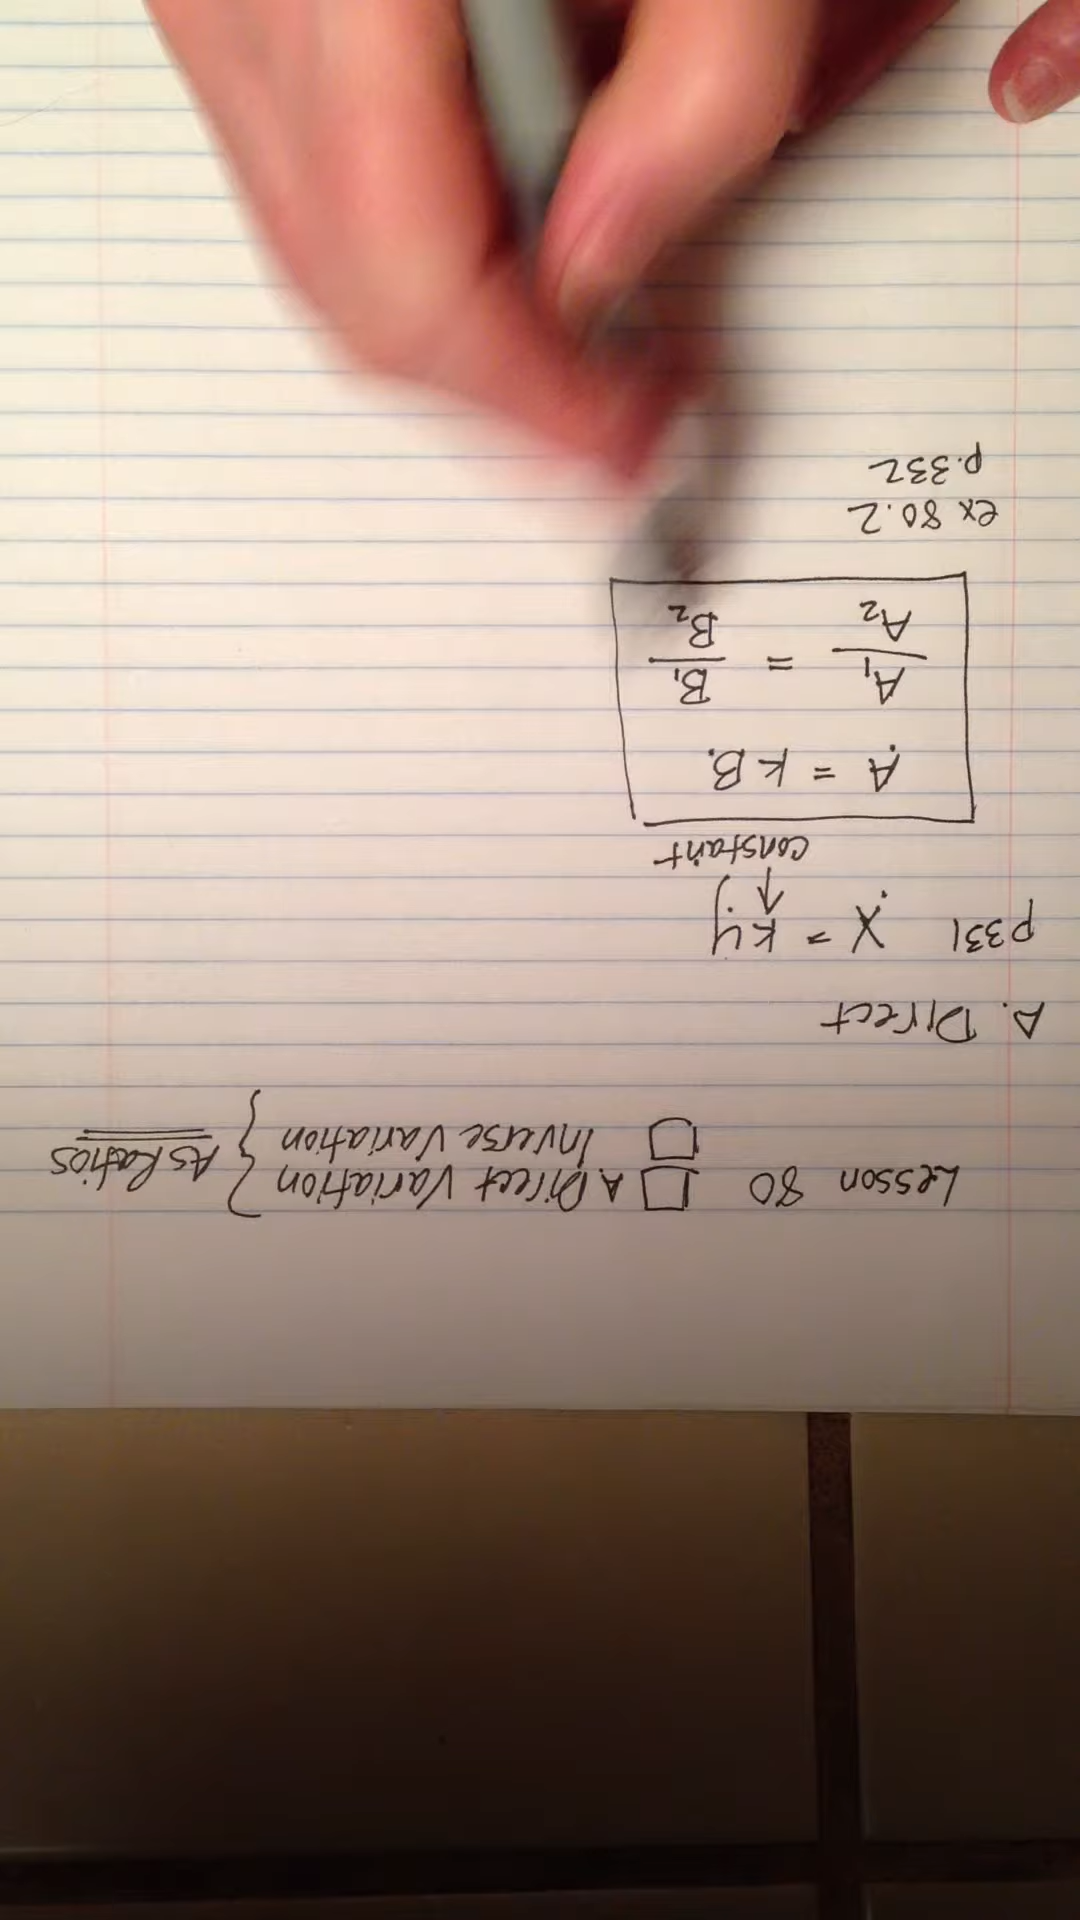 Lesson 80 A Direct Variation } As Ratios
Inverse Variation
A. Direct
p331 X = ky
↑
constant
A = kB
A₁/A₂ = B₁/B₂
ex 80.2
p.332